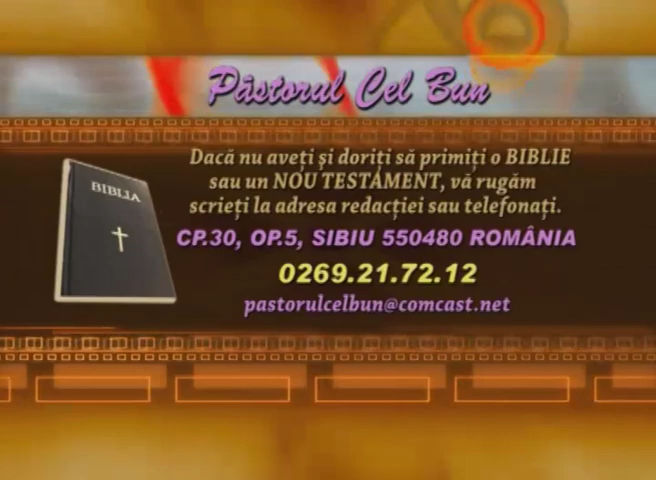 Păstorul Cel Bun
Dacă nu aveți și doriți să primiți o BIBLIE
sau un NOU TESTAMENT, vă rugăm
scrieți la adresa redacției sau telefonați.
BIBLIA
CP.30, OP.5, SIBIU 550480 ROMÂNIA
0269.21.72.12
pastorulcelbun@comcast.net